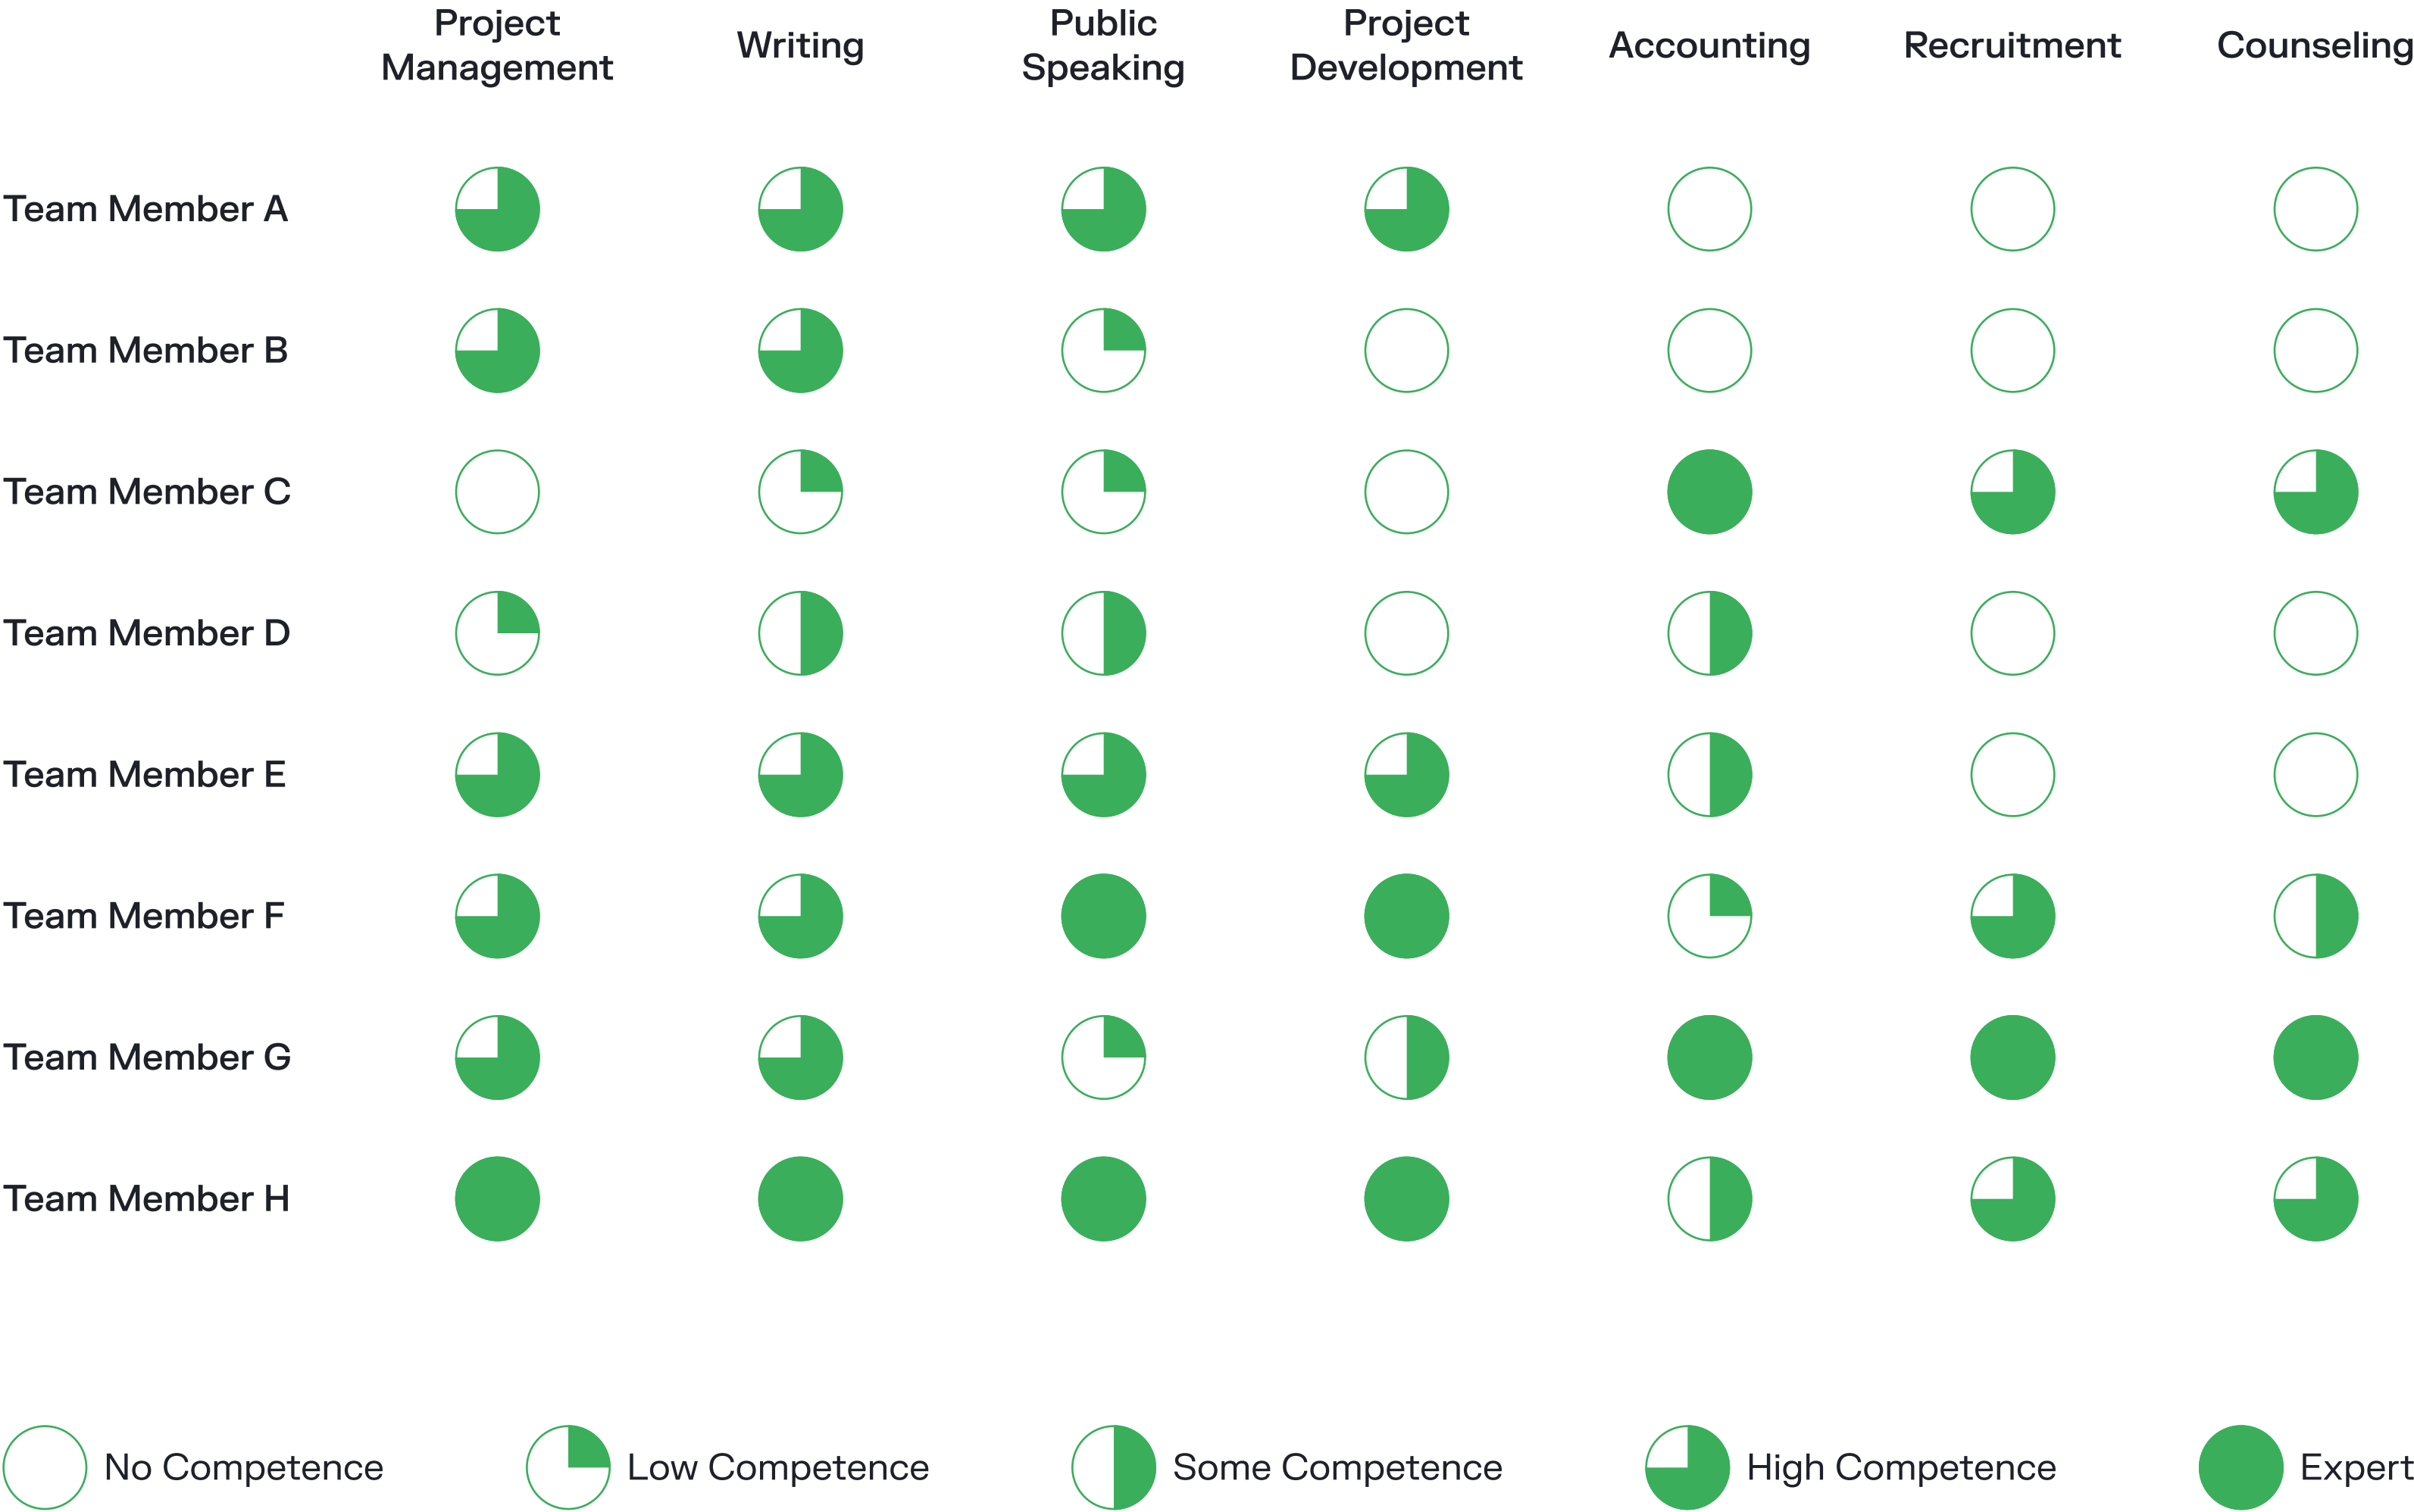 Project
Management
Writing
Public
Speaking
Project
Development
Accounting
Recruitment
Counseling
Team Member A
Team Member B
Team Member C
Team Member D
Team Member E
Team Member F
Team Member G
Team Member H
No Competence
Low Competence
Some Competence
High Competence
Expert